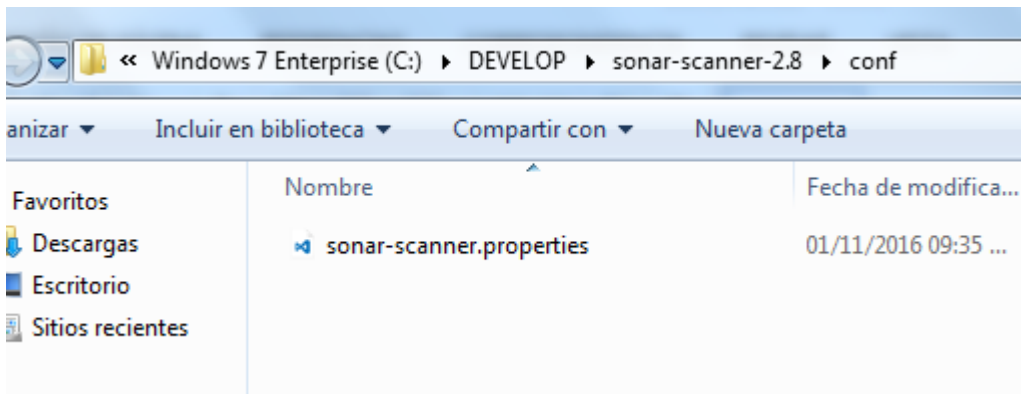 « Windows 7 Enterprise (C:) ▸ DEVELOP ▸ sonar-scanner-2.8 ▸ conf
anizar ▾ Incluir en biblioteca ▾ Compartir con ▾ Nueva carpeta
Nombre Fecha de modifica...
Favoritos
Descargas sonar-scanner.properties 01/11/2016 09:35 ...
Escritorio
Sitios recientes